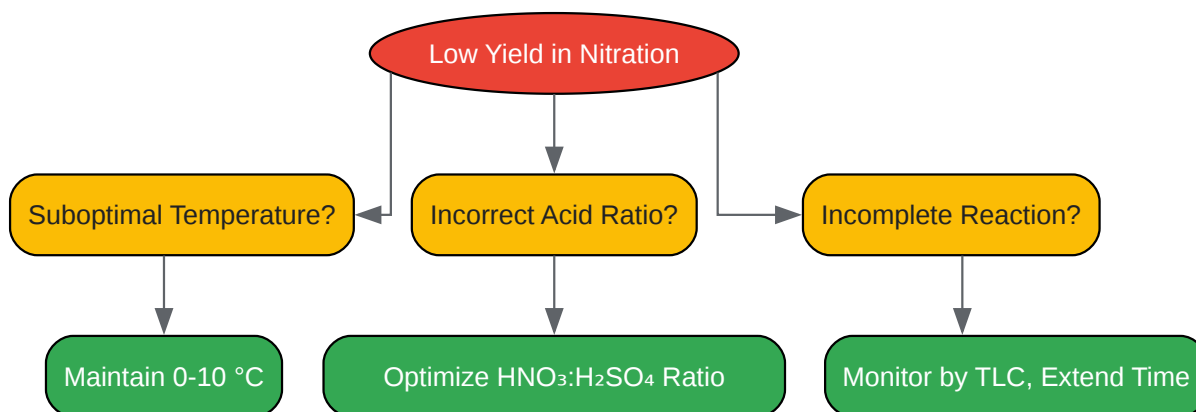 Low Yield in Nitration
Suboptimal Temperature?
Incorrect Acid Ratio?
Incomplete Reaction?
Maintain 0-10 °C
Optimize HNO₃:H₂SO₄ Ratio
Monitor by TLC, Extend Time